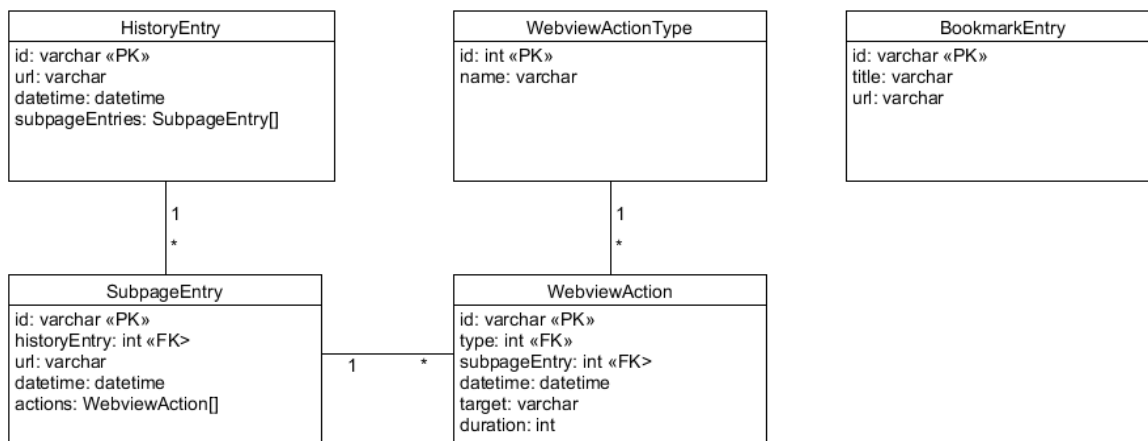 HistoryEntry
id: varchar «PK»
url: varchar
datetime: datetime
subpageEntries: SubpageEntry[]
WebviewActionType
id: int «PK»
name: varchar
BookmarkEntry
id: varchar «PK»
title: varchar
url: varchar
1
*
1
*
SubpageEntry
id: varchar «PK»
historyEntry: int «FK>
url: varchar
datetime: datetime
actions: WebviewAction[]
1
*
WebviewAction
id: varchar «PK»
type: int «FK»
subpageEntry: int «FK>
datetime: datetime
target: varchar
duration: int